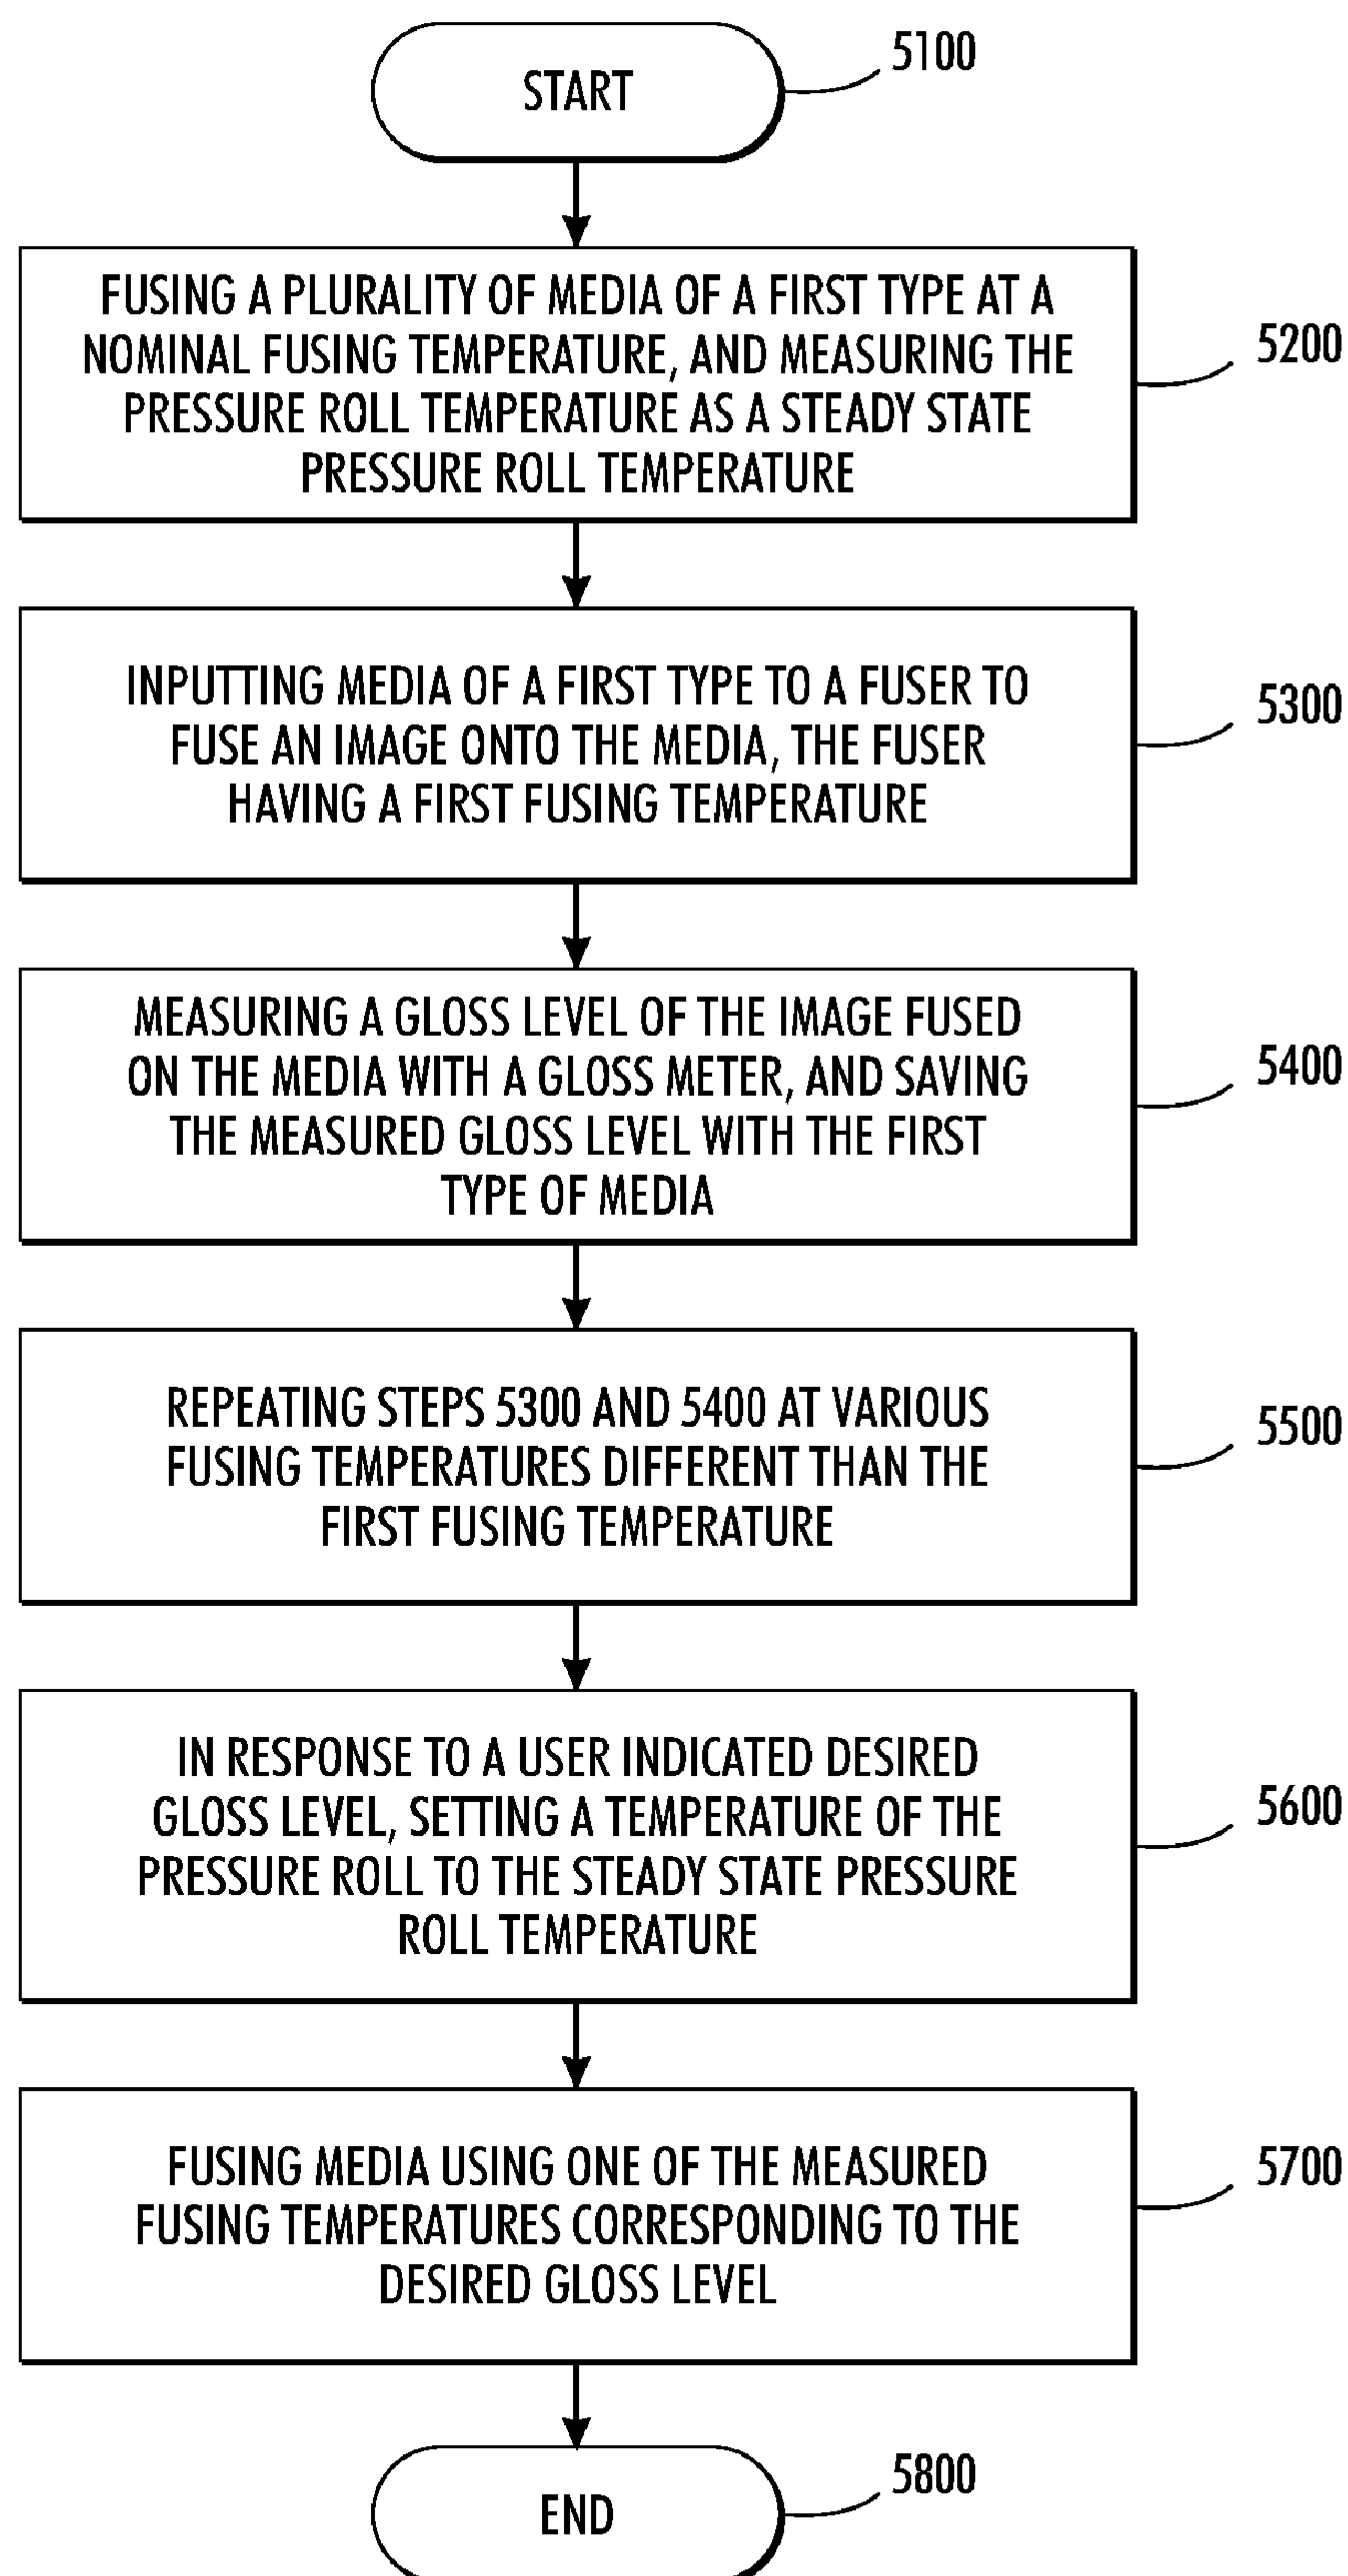 START
5100
FUSING A PLURALITY OF MEDIA OF A FIRST TYPE AT A
NOMINAL FUSING TEMPERATURE, AND MEASURING THE
PRESSURE ROLL TEMPERATURE AS A STEADY STATE
PRESSURE ROLL TEMPERATURE
5200
INPUTTING MEDIA OF A FIRST TYPE TO A FUSER TO
FUSE AN IMAGE ONTO THE MEDIA, THE FUSER
HAVING A FIRST FUSING TEMPERATURE
5300
MEASURING A GLOSS LEVEL OF THE IMAGE FUSED
ON THE MEDIA WITH A GLOSS METER, AND SAVING
THE MEASURED GLOSS LEVEL WITH THE FIRST
TYPE OF MEDIA
5400
REPEATING STEPS 5300 AND 5400 AT VARIOUS
FUSING TEMPERATURES DIFFERENT THAN THE
FIRST FUSING TEMPERATURE
5500
IN RESPONSE TO A USER INDICATED DESIRED
GLOSS LEVEL, SETTING A TEMPERATURE OF THE
PRESSURE ROLL TO THE STEADY STATE PRESSURE
ROLL TEMPERATURE
5600
FUSING MEDIA USING ONE OF THE MEASURED
FUSING TEMPERATURES CORRESPONDING TO THE
DESIRED GLOSS LEVEL
5700
END
5800